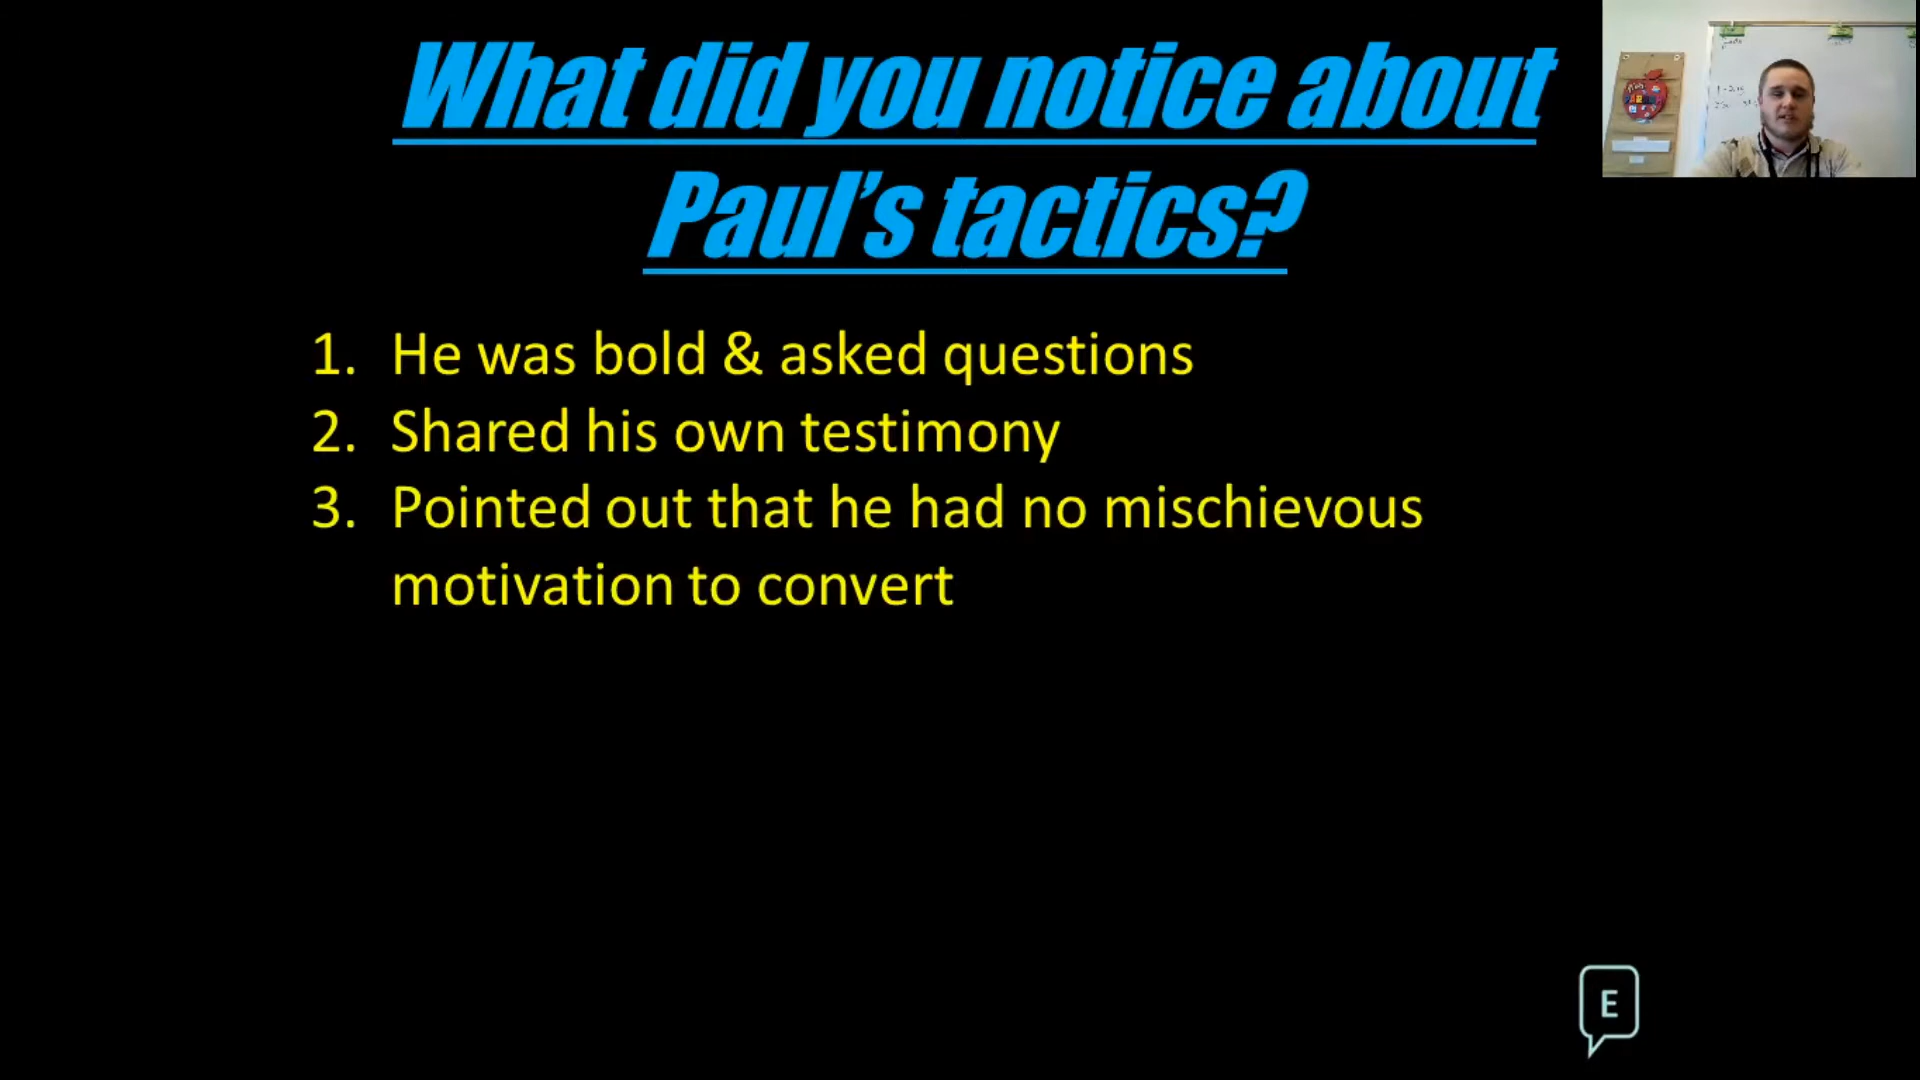 What did you notice about
Paul's tactics?
1. He was bold & asked questions
2. Shared his own testimony
3. Pointed out that he had no mischievous
motivation to convert
E